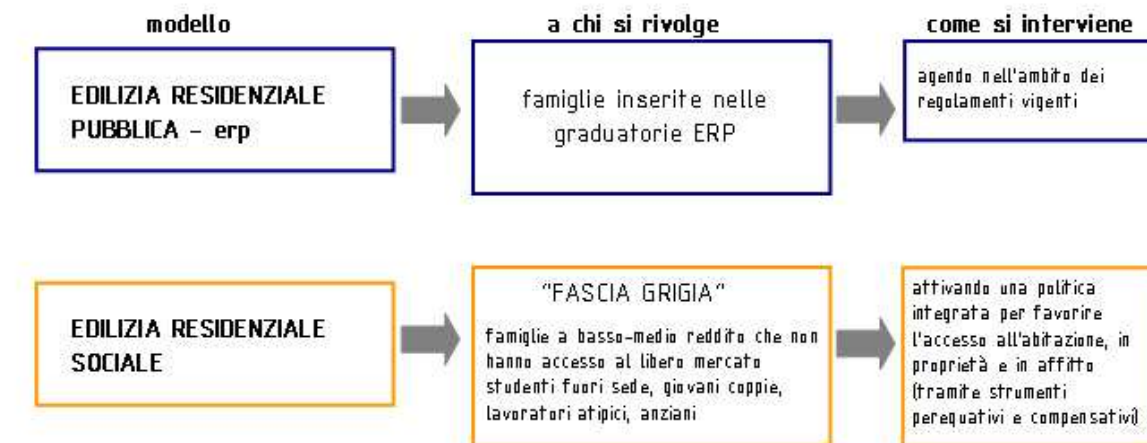 modello
a chi si rivolge
come si interviene
EDILIZIA RESIDENZIALE
PUBBLICA - erp
famiglie inserite nelle
graduatorie ERP
agendo nell'ambito dei
regolamenti vigenti
EDILIZIA RESIDENZIALE
SOCIALE
"FASCIA GRIGIA"
famiglie a basso-medio reddito che non
hanno accesso al libero mercato
studenti fuori sede, giovani coppie,
lavoratori atipici, anziani
attivando una politica
integrata per favorire
l'accesso all'abitazione, in
proprietà e in affitto
(tramite strumenti
perequativi e compensativi)